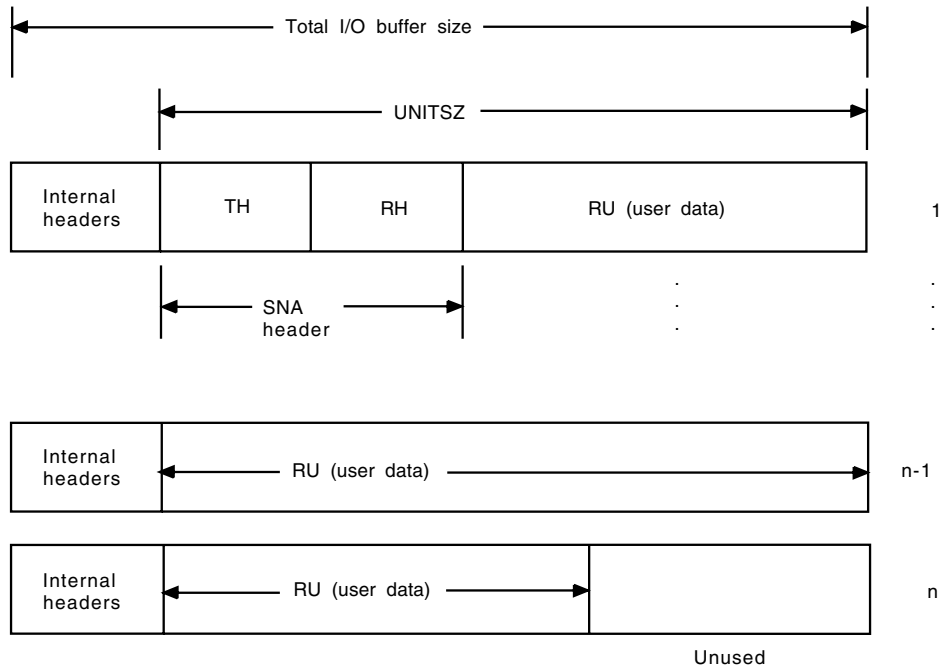 Total I/O buffer size
UNITSZ
Internal
headers
TH
RH
RU (user data)
1
SNA
header
.
.
.
.
.
.
Internal
headers
RU (user data)
n-1
Internal
headers
RU (user data)
n
Unused